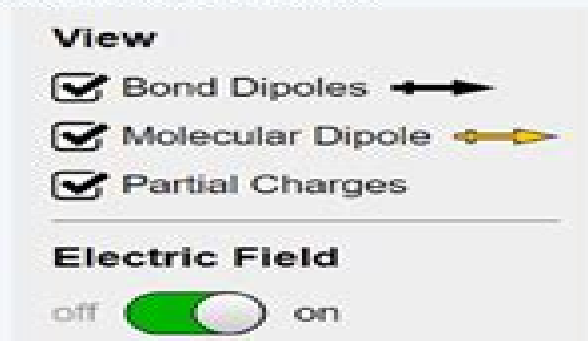 View
Bond Dipoles
Molecular Dipole
Partial Charges
Electric Field
off on